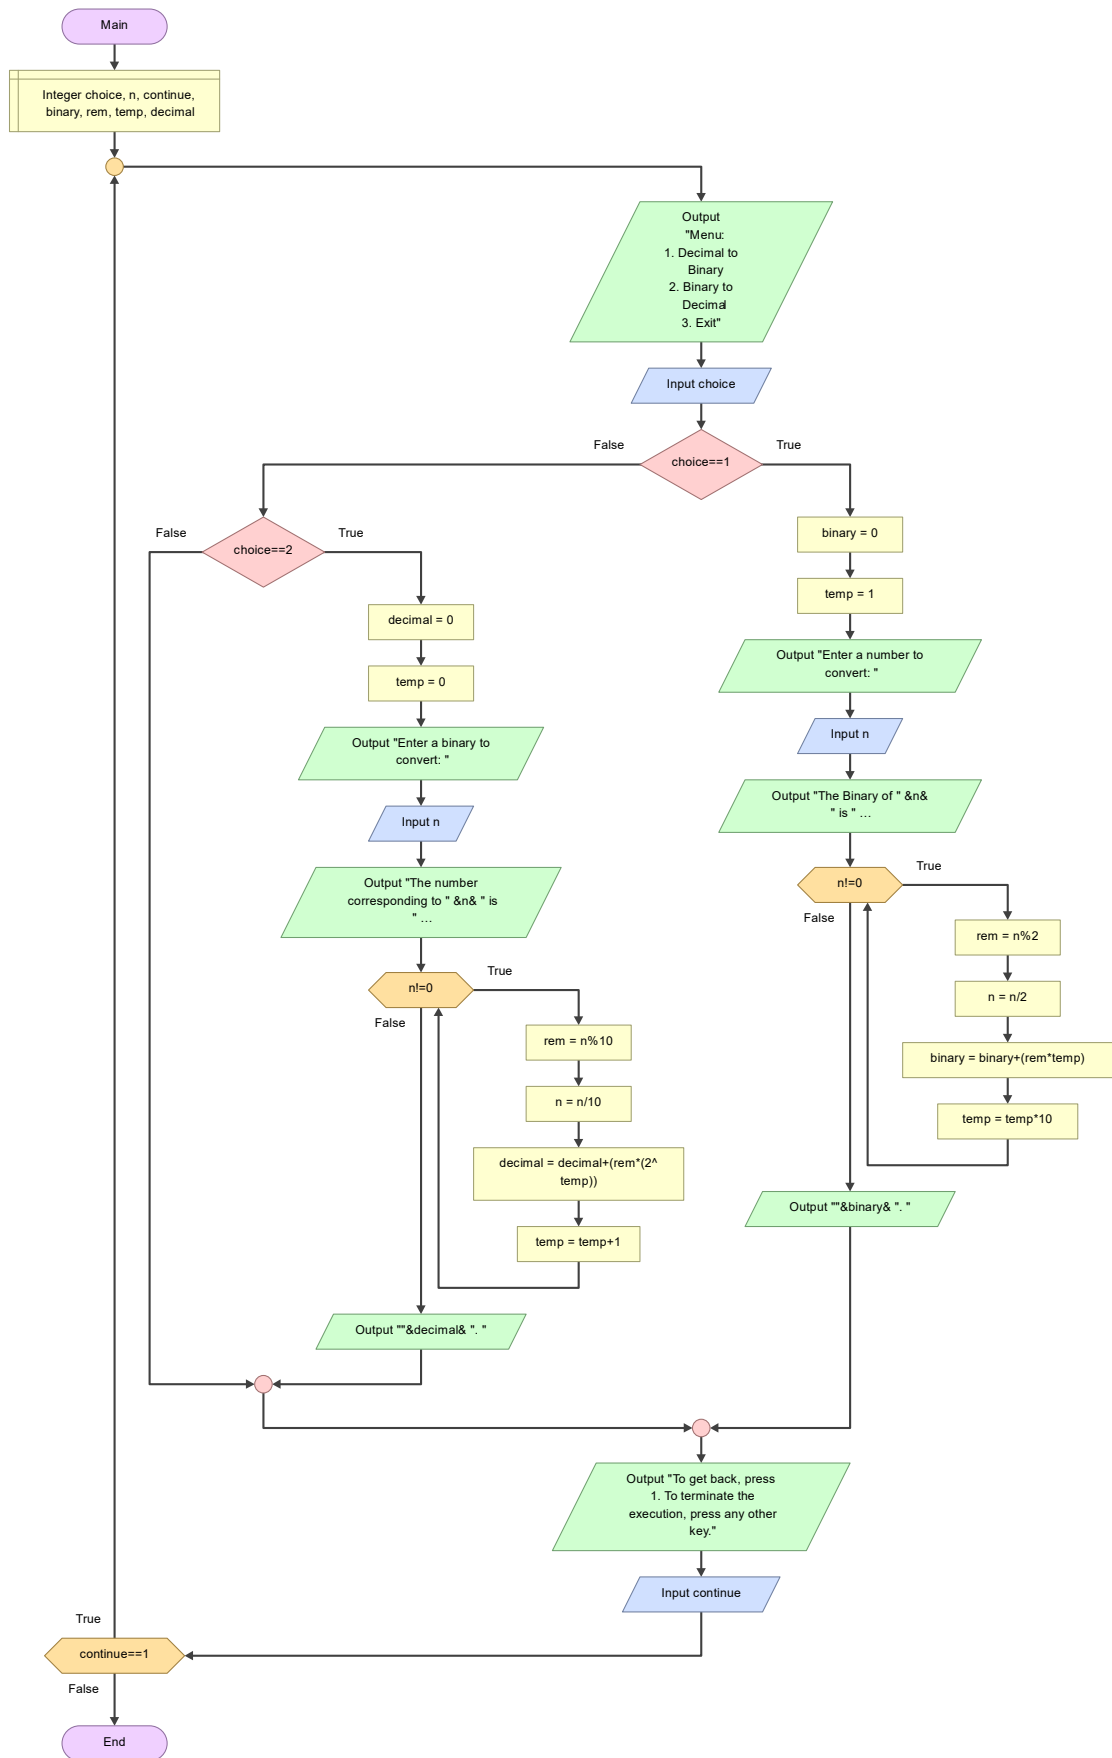 Main
Integer choice, n, continue,
binary, rem, temp, decimal
Output
"Menu:
1. Decimal to
Binary
2. Binary to
Decimal
3. Exit"
Input choice
choice==1
False
True
choice==2
False
True
decimal = 0
temp = 0
Output "Enter a binary to
convert: "
Input n
Output "The number
corresponding to " &n& " is
" ...
n!=0
True
False
rem = n%10
n = n/10
decimal = decimal+(rem*(2^
temp))
temp = temp+1
Output ""&decimal& ". "
binary = 0
temp = 1
Output "Enter a number to
convert: "
Input n
Output "The Binary of " &n&
" is " ...
n!=0
True
False
rem = n%2
n = n/2
binary = binary+(rem*temp)
temp = temp*10
Output ""&binary& ". "
Output "To get back, press
1. To terminate the
execution, press any other
key."
Input continue
True
continue==1
False
End